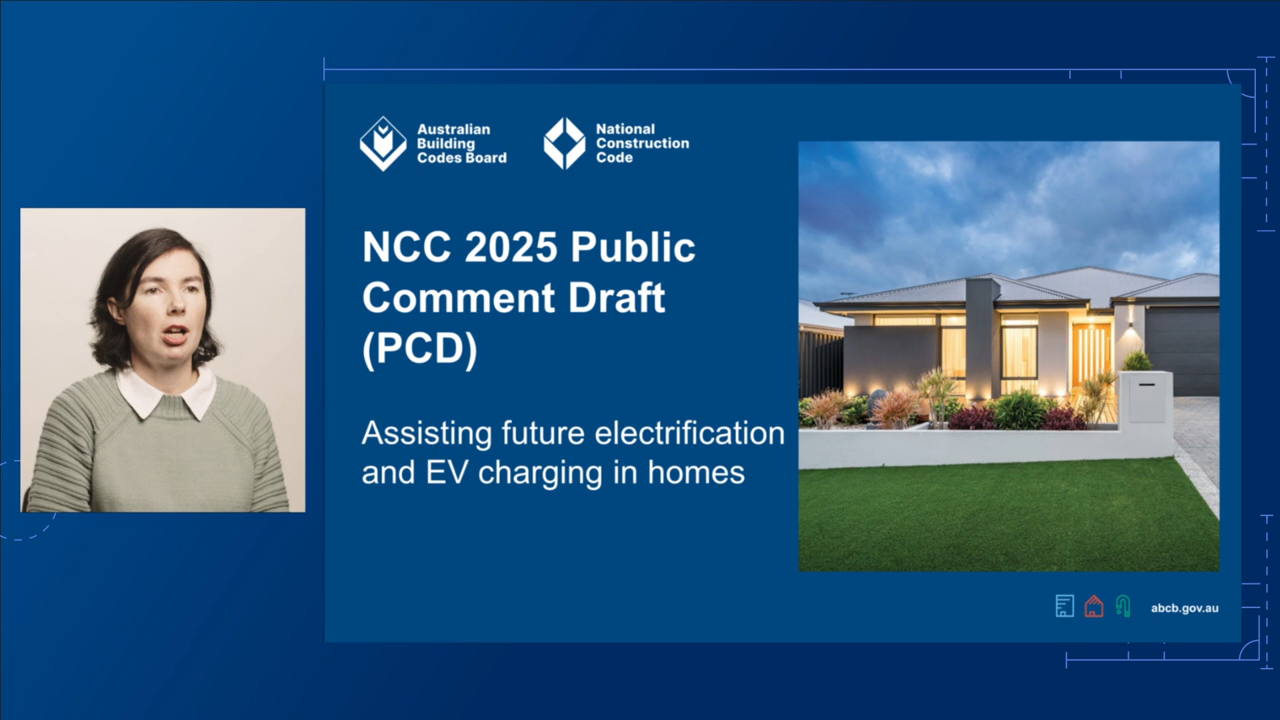 Australian
Building
Codes Board
National
Construction
Code
NCC 2025 Public
Comment Draft
(PCD)
Assisting future electrification
and EV charging in homes
abcb.gov.au